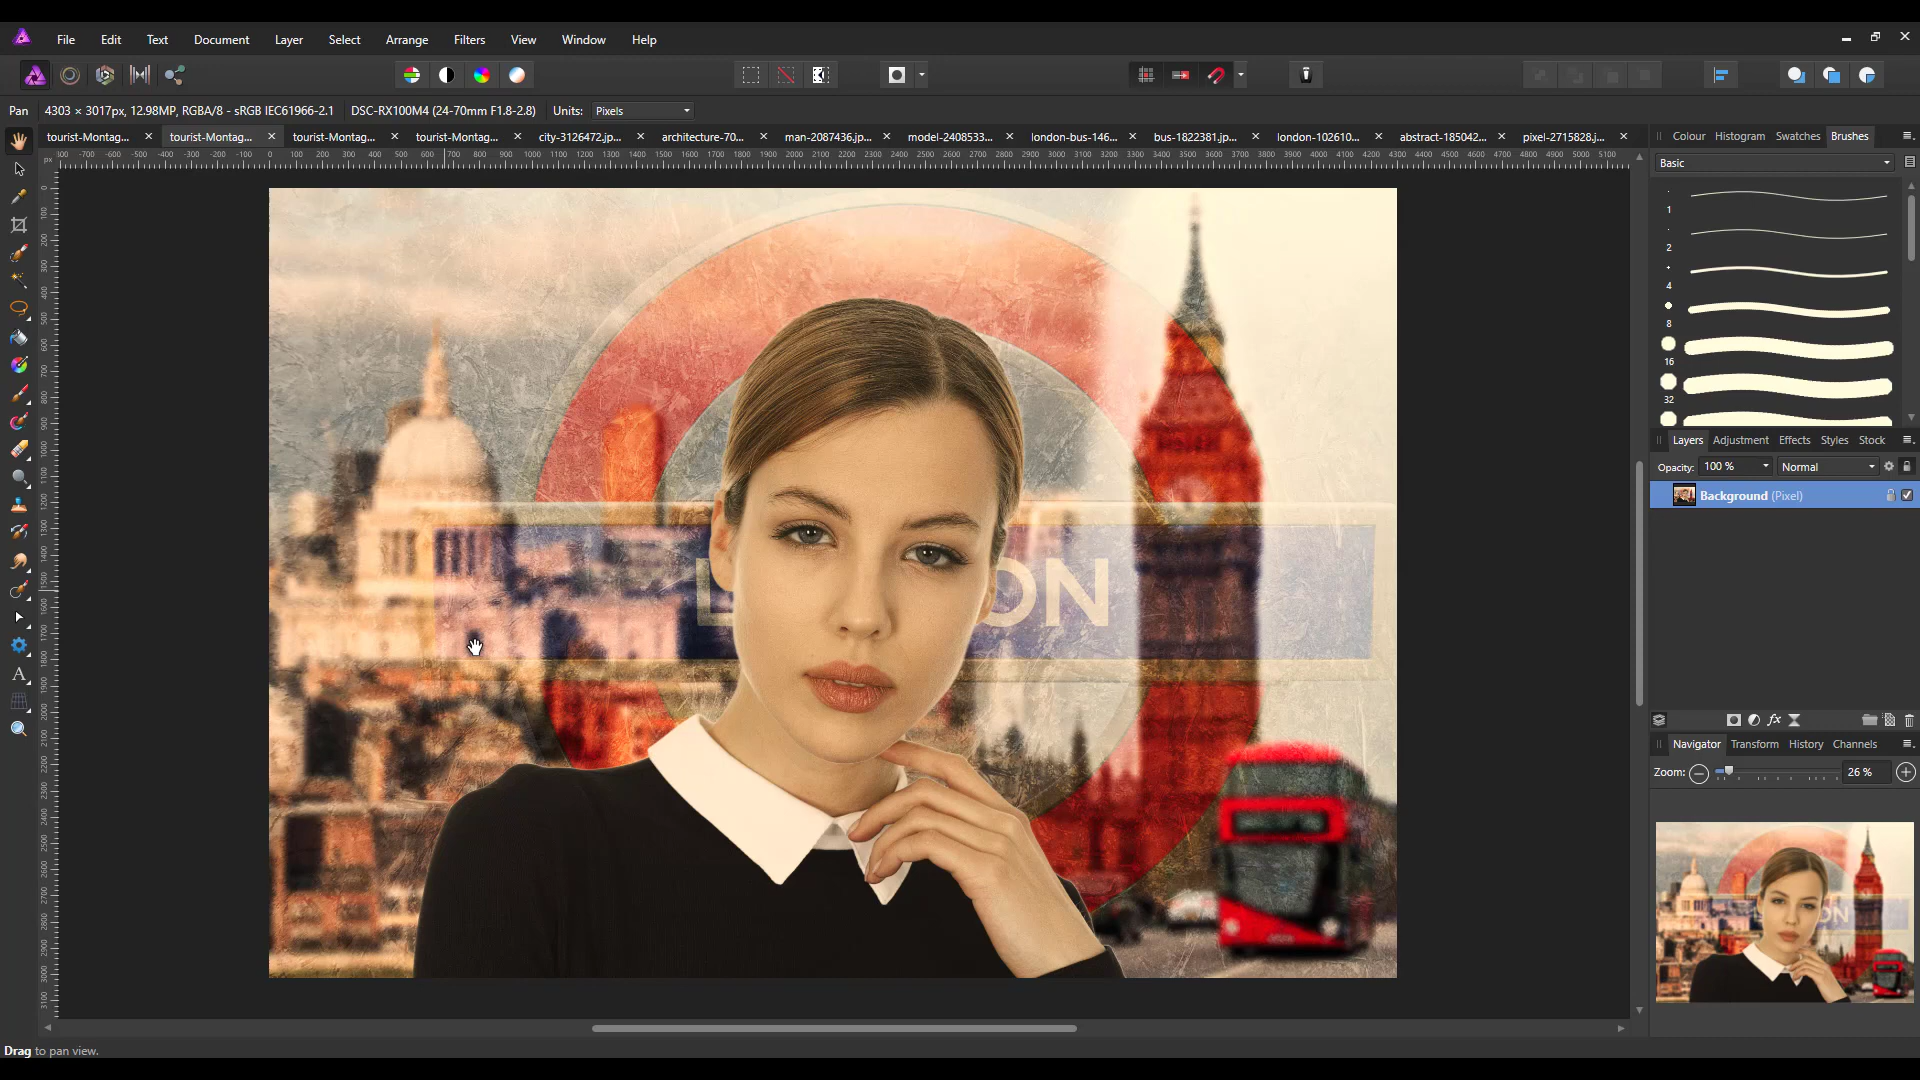 File Edit Text Document Layer Select Arrange Filters View Window Help
Pan 4303 × 3017px, 12.98MP, RGBA/8 - sRGB IEC61966-2.1 DSC-RX100M4 (24-70mm F1.8-2.8) Units: Pixels
tourist-Montag... tourist-Montag... tourist-Montag... tourist-Montag... city-3126472.jp... architecture-70... man-2087436.jp... model-2408533... london-bus-146... bus-1822381.jp... london-102610... abstract-185042... pixel-2715828.j...
Colour Histogram Swatches Brushes
Basic
1
2
4
8
16
32
Layers Adjustment Effects Styles Stock
Opacity: 100 % Normal
Background (Pixel)
ON
Navigator Transform History Channels
Zoom: 26 %
Drag to pan view.